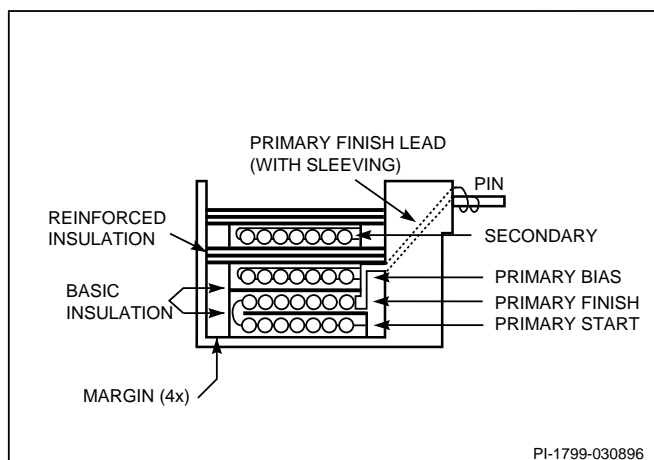 PRIMARY FINISH LEAD
(WITH SLEEVING)
PIN
REINFORCED
INSULATION
SECONDARY
BASIC
INSULATION
PRIMARY BIAS
PRIMARY FINISH
PRIMARY START
MARGIN (4x)
PI-1799-030896